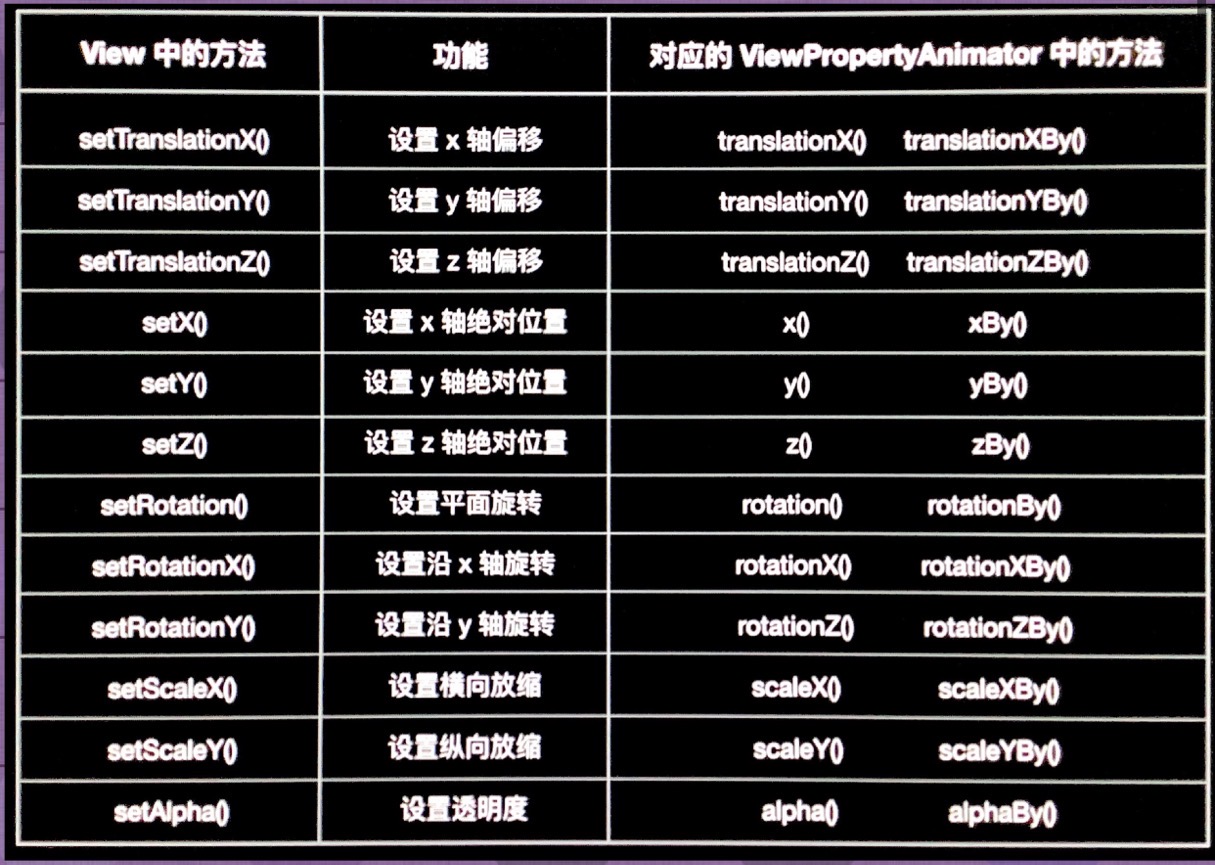 View 中的方法 功能 对应的 ViewPropertyAnimator 中的方法
setTranslationX() 设置 x 轴偏移 translationX() translationXBy()
setTranslationY() 设置 y 轴偏移 translationY() translationYBy()
setTranslationZ() 设置 z 轴偏移 translationZ() translationZBy()
setX() 设置 x 轴绝对位置 x() xBy()
setY() 设置 y 轴绝对位置 y() yBy()
setZ() 设置 z 轴绝对位置 z() zBy()
setRotation() 设置平面旋转 rotation() rotationBy()
setRotationX() 设置沿 x 轴旋转 rotationX() rotationXBy()
setRotationY() 设置沿 y 轴旋转 rotationZ() rotationZBy()
setScaleX() 设置横向放缩 scaleX() scaleXBy()
setScaleY() 设置纵向放缩 scaleY() scaleYBy()
setAlpha() 设置透明度 alpha() alphaBy()